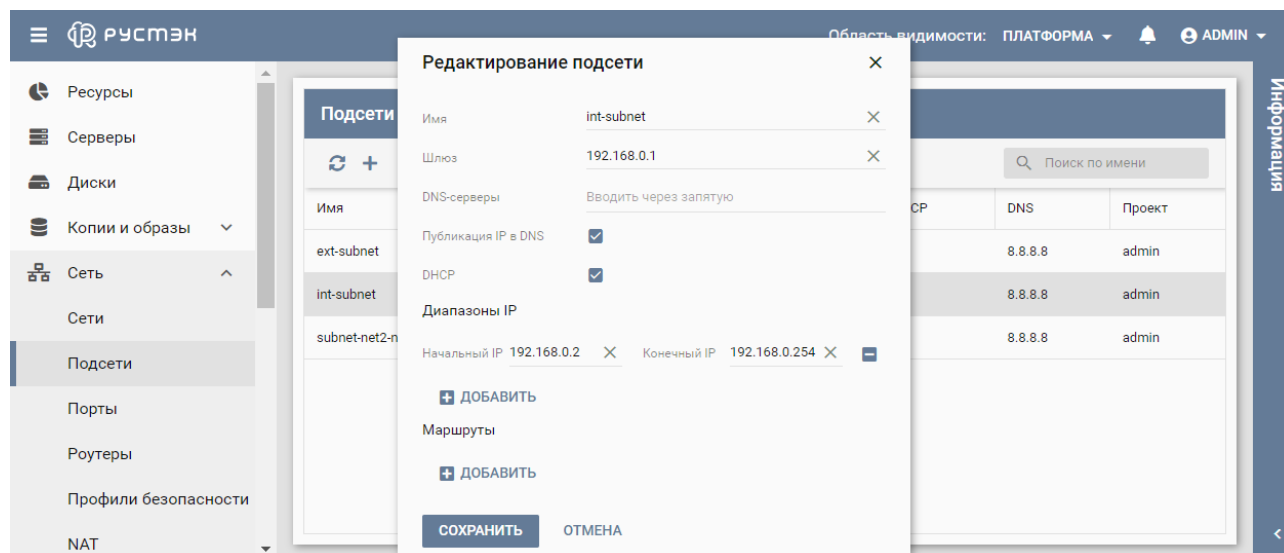 РУСТЭК
Область видимости: ПЛАТФОРМА
ADMIN
Ресурсы
Серверы
Диски
Копии и образы
Сеть
Сети
Подсети
Порты
Роутеры
Профили безопасности
NAT
Подсети
Поиск по имени
Имя
CP
DNS
Проект
ext-subnet
8.8.8.8
admin
int-subnet
8.8.8.8
admin
subnet-net2-n
8.8.8.8
admin
Редактирование подсети
Имя
int-subnet
Шлюз
192.168.0.1
DNS-серверы
Вводить через запятую
Публикация IP в DNS
DHCP
Диапазоны IP
Начальный IP 192.168.0.2
Конечный IP 192.168.0.254
ДОБАВИТЬ
Маршруты
ДОБАВИТЬ
СОХРАНИТЬ
ОТМЕНА
Информация